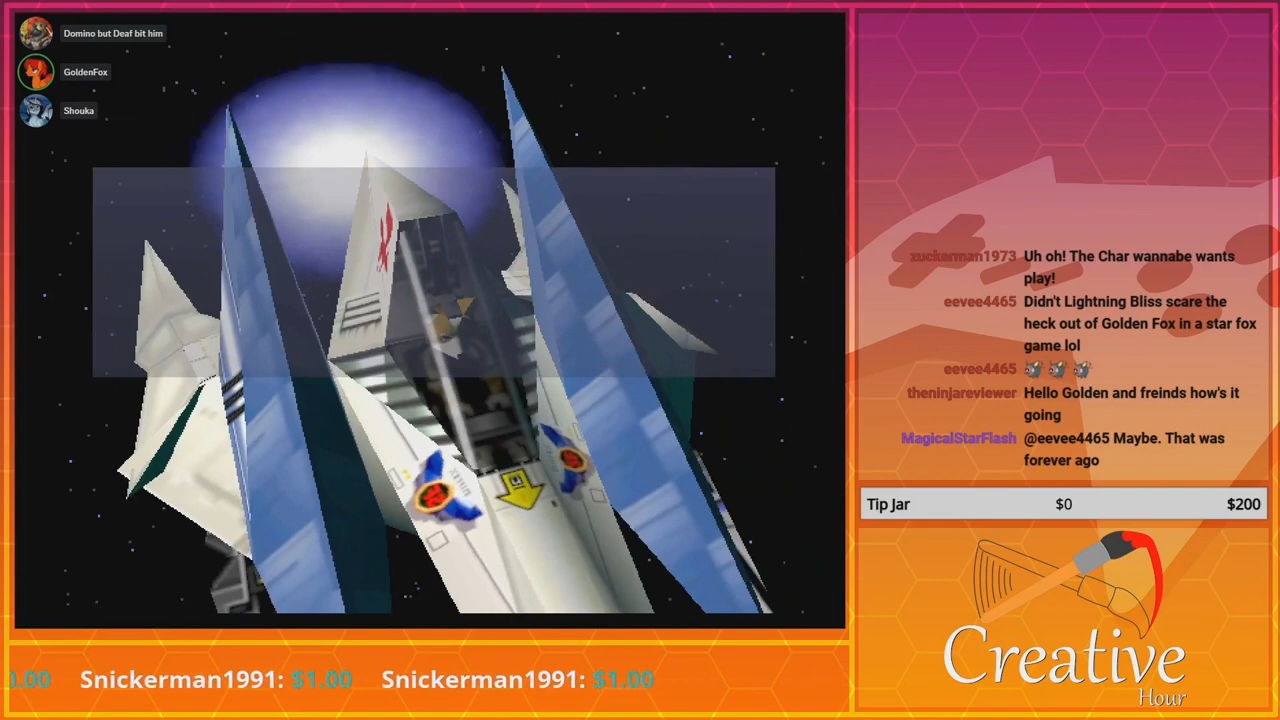 Domino but Deaf bit him
GoldenFox
Shouka
zuckerman1973 Uh oh! The Char wannabe wants
play!
eevee4465 Didn't Lightning Bliss scare the
heck out of Golden Fox in a star fox
game lol
eevee4465
theninjareviewer Hello Golden and freinds how's it
going
MagicalStarFlash @eevee4465 Maybe. That was
forever ago
Tip Jar $0 $200
Creative
Hour
0.00 Snickerman1991: $1.00 Snickerman1991: $1.00